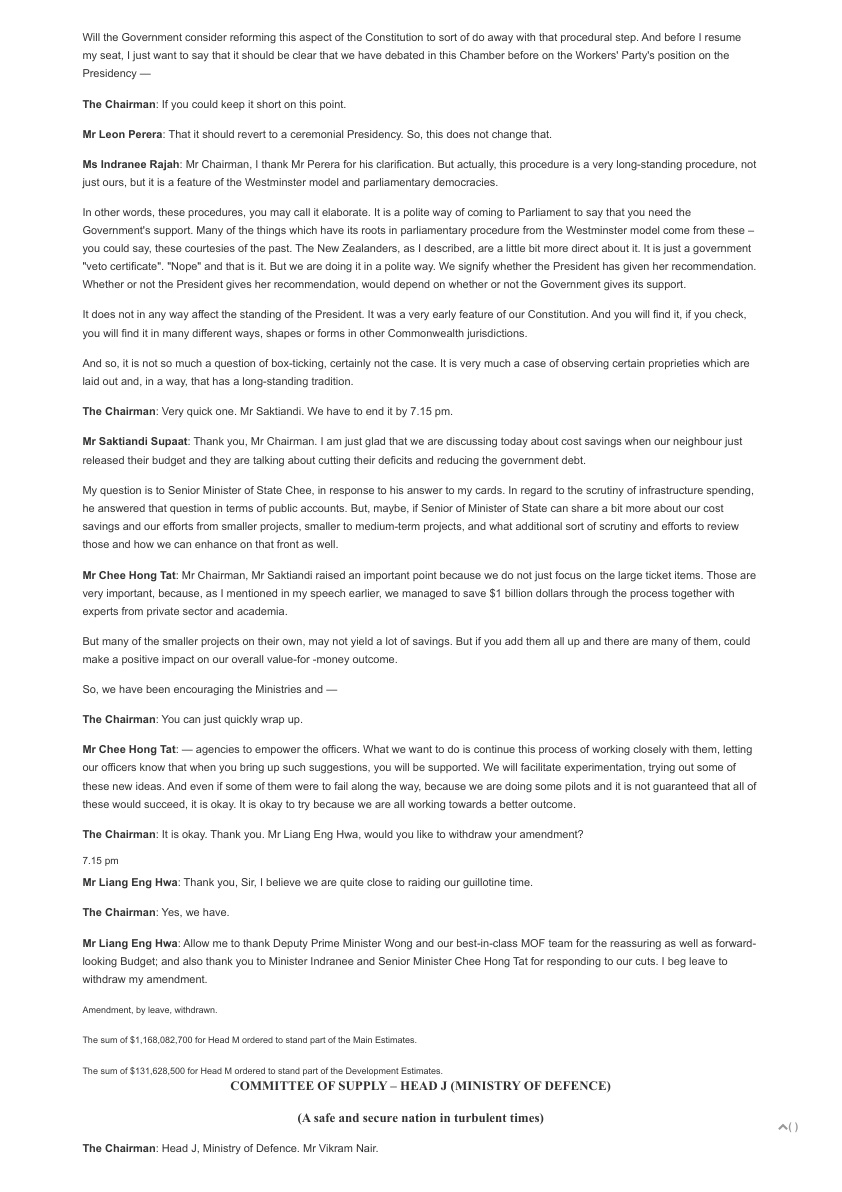 Will the Government consider reforming this aspect of the Constitution to sort of do away with that procedural step. And before I resume
my seat, I just want to say that it should be clear that we have debated in this Chamber before on the Workers' Party's position on the
Presidency —
The Chairman: If you could keep it short on this point.
Mr Leon Perera: That it should revert to a ceremonial Presidency. So, this does not change that.
Ms Indranee Rajah: Mr Chairman, I thank Mr Perera for his clarification. But actually, this procedure is a very long-standing procedure, not
just ours, but it is a feature of the Westminster model and parliamentary democracies.
In other words, these procedures, you may call it elaborate. It is a polite way of coming to Parliament to say that you need the
Government's support. Many of the things which have its roots in parliamentary procedure from the Westminster model come from these –
you could say, these courtesies of the past. The New Zealanders, as I described, are a little bit more direct about it. It is just a government
"veto certificate". "Nope" and that is it. But we are doing it in a polite way. We signify whether the President has given her recommendation.
Whether or not the President gives her recommendation, would depend on whether or not the Government gives its support.
It does not in any way affect the standing of the President. It was a very early feature of our Constitution. And you will find it, if you check,
you will find it in many different ways, shapes or forms in other Commonwealth jurisdictions.
And so, it is not so much a question of box-ticking, certainly not the case. It is very much a case of observing certain proprieties which are
laid out and, in a way, that has a long-standing tradition.
The Chairman: Very quick one. Mr Saktiandi. We have to end it by 7.15 pm.
Mr Saktiandi Supaat: Thank you, Mr Chairman. I am just glad that we are discussing today about cost savings when our neighbour just
released their budget and they are talking about cutting their deficits and reducing the government debt.
My question is to Senior Minister of State Chee, in response to his answer to my cards. In regard to the scrutiny of infrastructure spending,
he answered that question in terms of public accounts. But, maybe, if Senior of Minister of State can share a bit more about our cost
savings and our efforts from smaller projects, smaller to medium-term projects, and what additional sort of scrutiny and efforts to review
those and how we can enhance on that front as well.
Mr Chee Hong Tat: Mr Chairman, Mr Saktiandi raised an important point because we do not just focus on the large ticket items. Those are
very important, because, as I mentioned in my speech earlier, we managed to save $1 billion dollars through the process together with
experts from private sector and academia.
But many of the smaller projects on their own, may not yield a lot of savings. But if you add them all up and there are many of them, could
make a positive impact on our overall value-for -money outcome.
So, we have been encouraging the Ministries and —
The Chairman: You can just quickly wrap up.
Mr Chee Hong Tat: — agencies to empower the officers. What we want to do is continue this process of working closely with them, letting
our officers know that when you bring up such suggestions, you will be supported. We will facilitate experimentation, trying out some of
these new ideas. And even if some of them were to fail along the way, because we are doing some pilots and it is not guaranteed that all of
these would succeed, it is okay. It is okay to try because we are all working towards a better outcome.
The Chairman: It is okay. Thank you. Mr Liang Eng Hwa, would you like to withdraw your amendment?
7.15 pm
Mr Liang Eng Hwa: Thank you, Sir, I believe we are quite close to raiding our guillotine time.
The Chairman: Yes, we have.
Mr Liang Eng Hwa: Allow me to thank Deputy Prime Minister Wong and our best-in-class MOF team for the reassuring as well as forward-
looking Budget; and also thank you to Minister Indranee and Senior Minister Chee Hong Tat for responding to our cuts. I beg leave to
withdraw my amendment.
Amendment, by leave, withdrawn.
The sum of $1,168,082,700 for Head M ordered to stand part of the Main Estimates.
The sum of $131,628,500 for Head M ordered to stand part of the Development Estimates.
COMMITTEE OF SUPPLY – HEAD J (MINISTRY OF DEFENCE)
(A safe and secure nation in turbulent times)
( )
The Chairman: Head J, Ministry of Defence. Mr Vikram Nair.